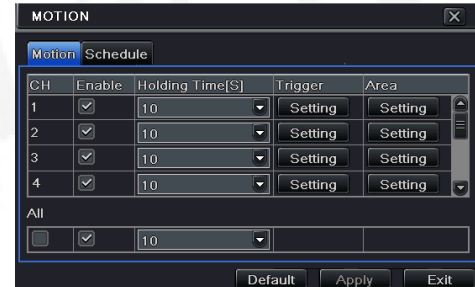 MOTION
Motion Schedule
CH Enable Holding Time[S] Trigger Area
1 10 Setting Setting
2 10 Setting Setting
3 10 Setting Setting
4 10 Setting Setting
All
10
Default Apply Exit